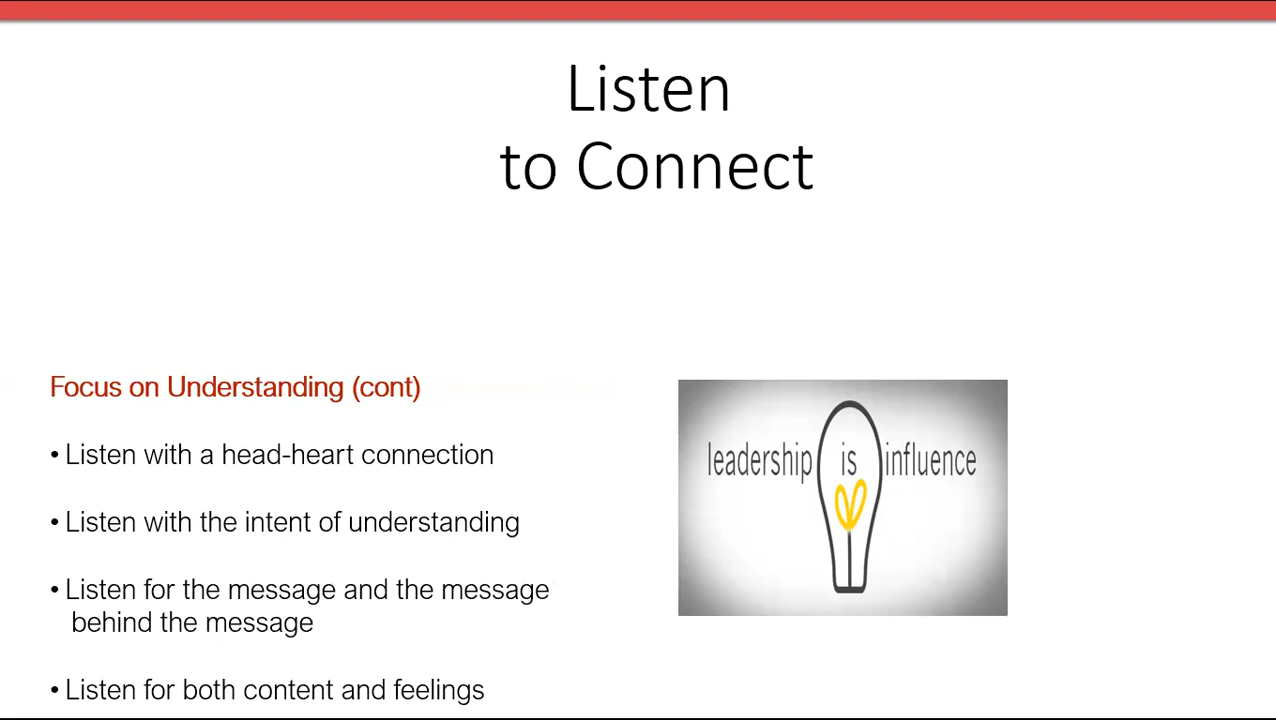 Listen
to Connect
Focus on Understanding (cont)
• Listen with a head-heart connection
• Listen with the intent of understanding
• Listen for the message and the message
behind the message
• Listen for both content and feelings
leadership is influence